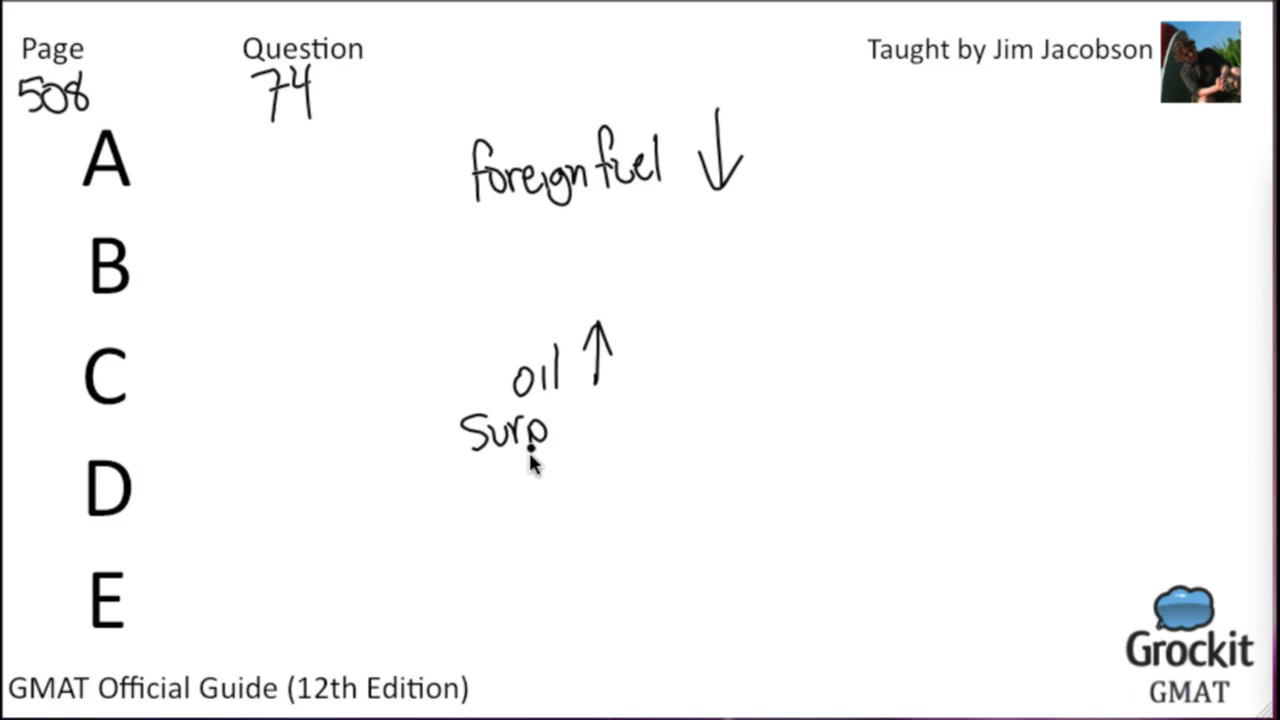 Page Question Taught by Jim Jacobson
508 74
A
foreign fuel ↓
B
C
oil ↑
Surp
D
E
Grockit
GMAT
GMAT Official Guide (12th Edition)